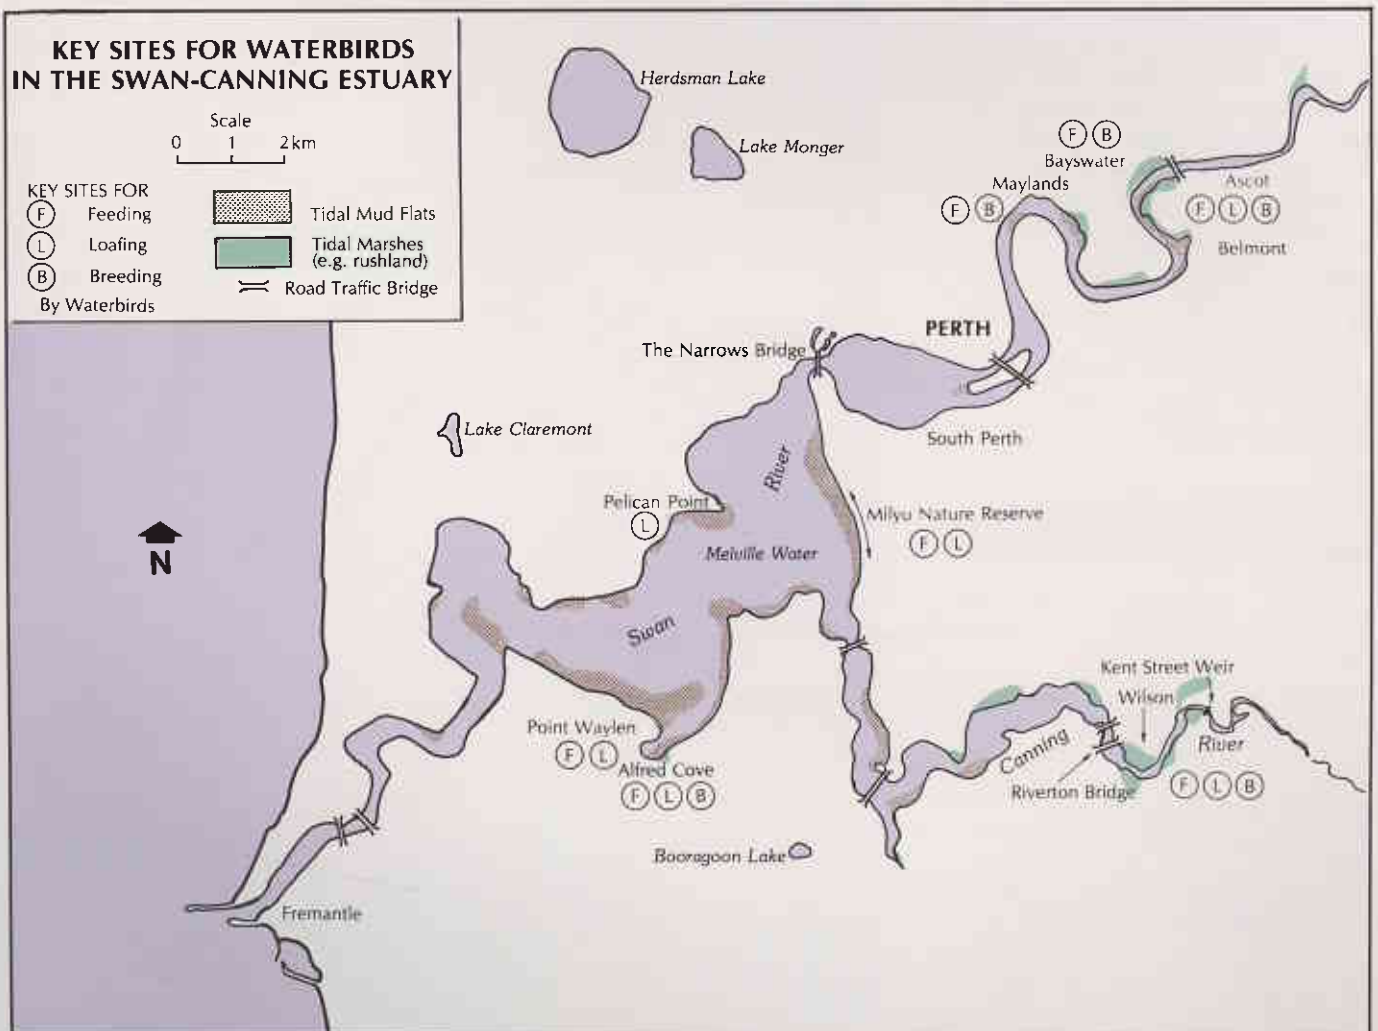 KEY SITES FOR WATERBIRDS
IN THE SWAN-CANNING ESTUARY
Scale
0 1 2 km
KEY SITES FOR
F Feeding
L Loafing
B Breeding
By Waterbirds
Tidal Mud Flats
Tidal Marshes
(e.g. rushland)
Road Traffic Bridge
Herdsman Lake
Lake Monger
F B
Bayswater
Maylands
F B
Ascot
F L B
Belmont
PERTH
The Narrows Bridge
Lake Claremont
South Perth
River
Pelican Point
L
Milyu Nature Reserve
F L
Melville Water
N
Swan
Kent Street Weir
Wilson
Point Waylen
F L
Alfred Cove
F L B
Canning
River
Riverton Bridge
F L B
Booragoon Lake
Fremantle